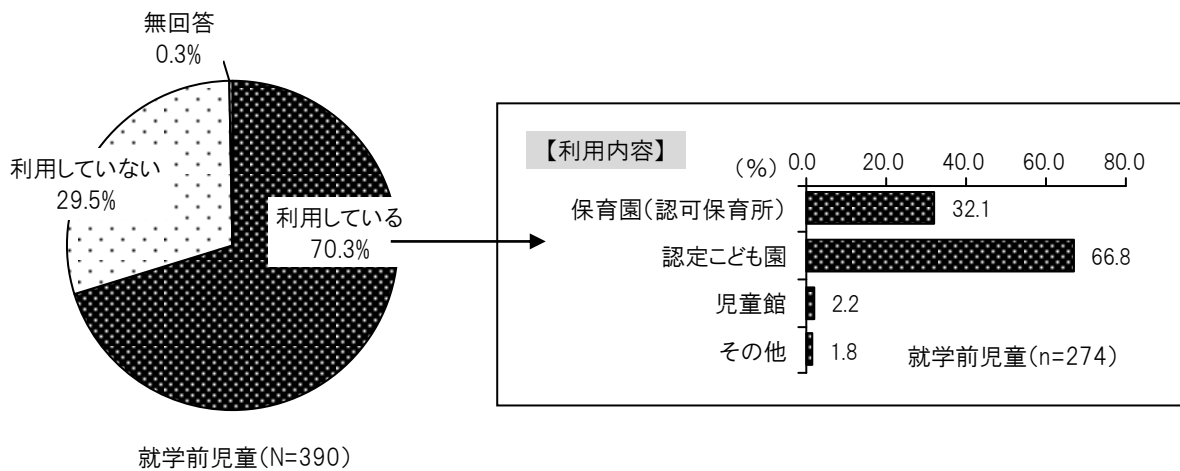 無回答
0.3%
利用していない
29.5%
利用している
70.3%
就学前児童(N=390)
【利用内容】
(%)
0.0 20.0 40.0 60.0 80.0
保育園(認可保育所) 32.1
認定こども園 66.8
児童館 2.2
その他 1.8
就学前児童(n=274)